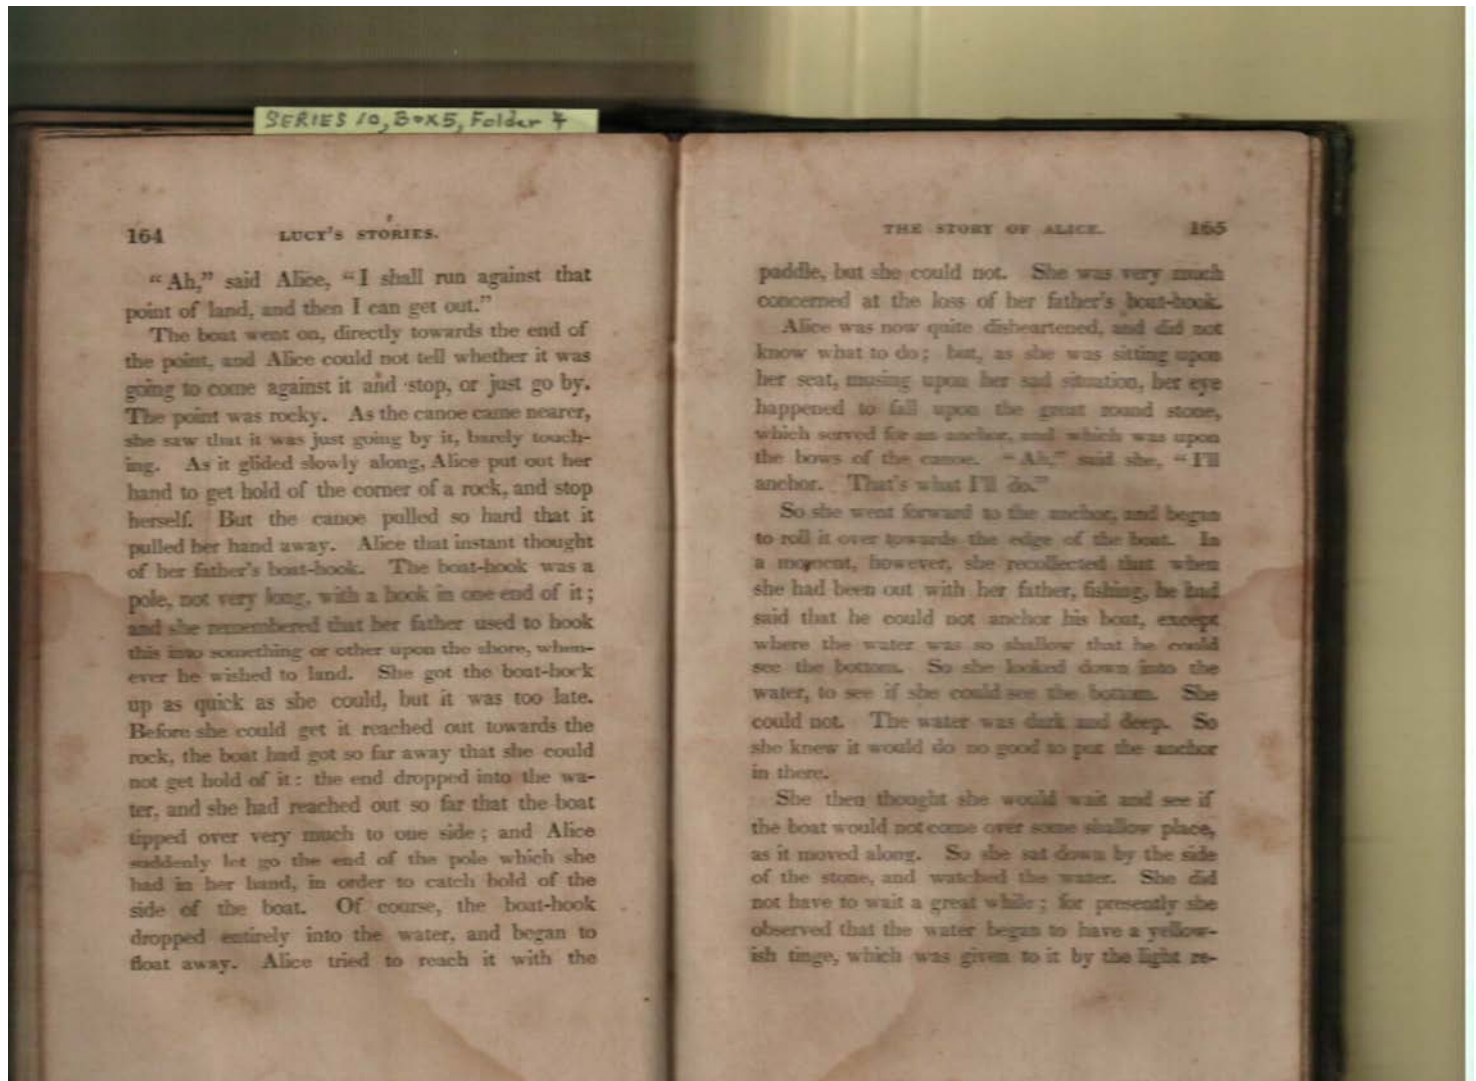 SERIES 10, BOX5, Folder 4
164 LUCY'S STORIES.
"Ah," said Alice, "I shall run against that
point of land, and then I can get out."
The boat went on, directly towards the end of
the point, and Alice could not tell whether it was
going to come against it and stop, or just go by.
The point was rocky. As the canoe came nearer,
she saw that it was just going by it, barely touch-
ing. As it glided slowly along, Alice put out her
hand to get hold of the corner of a rock, and stop
herself. But the canoe pulled so hard that it
pulled her hand away. Alice that instant thought
of her father's boat-hook. The boat-hook was a
pole, not very long, with a hook in one end of it;
and she remembered that her father used to hook
this into something or other upon the shore, when-
ever he wished to land. She got the boat-hook
up as quick as she could, but it was too late.
Before she could get it reached out towards the
rock, the boat had got so far away that she could
not get hold of it: the end dropped into the wa-
ter, and she had reached out so far that the boat
tipped over very much to one side; and Alice
suddenly let go the end of the pole which she
had in her hand, in order to catch hold of the
side of the boat. Of course, the boat-hook
dropped entirely into the water, and began to
float away. Alice tried to reach it with the
THE STORY OF ALICE. 165
paddle, but she could not. She was very much
concerned at the loss of her father's boat-hook.
Alice was now quite disheartened, and did not
know what to do; but, as she was sitting upon
her seat, musing upon her sad situation, her eye
happened to fall upon the great round stone,
which served for an anchor, and which was upon
the bows of the canoe. "Ah," said she, "I'll
anchor. That's what I'll do."
So she went forward to the anchor, and began
to roll it over towards the edge of the boat. In
a moment, however, she recollected that when
she had been out with her father, fishing, he had
said that he could not anchor his boat, except
where the water was so shallow that he could
see the bottom. So she looked down into the
water, to see if she could see the bottom. She
could not. The water was dark and deep. So
she knew it would do no good to put the anchor
in there.
She then thought she would wait and see if
the boat would not come over some shallow place,
as it moved along. So she sat down by the side
of the stone, and watched the water. She did
not have to wait a great while; for presently she
observed that the water began to have a yellow-
ish tinge, which was given to it by the light re-